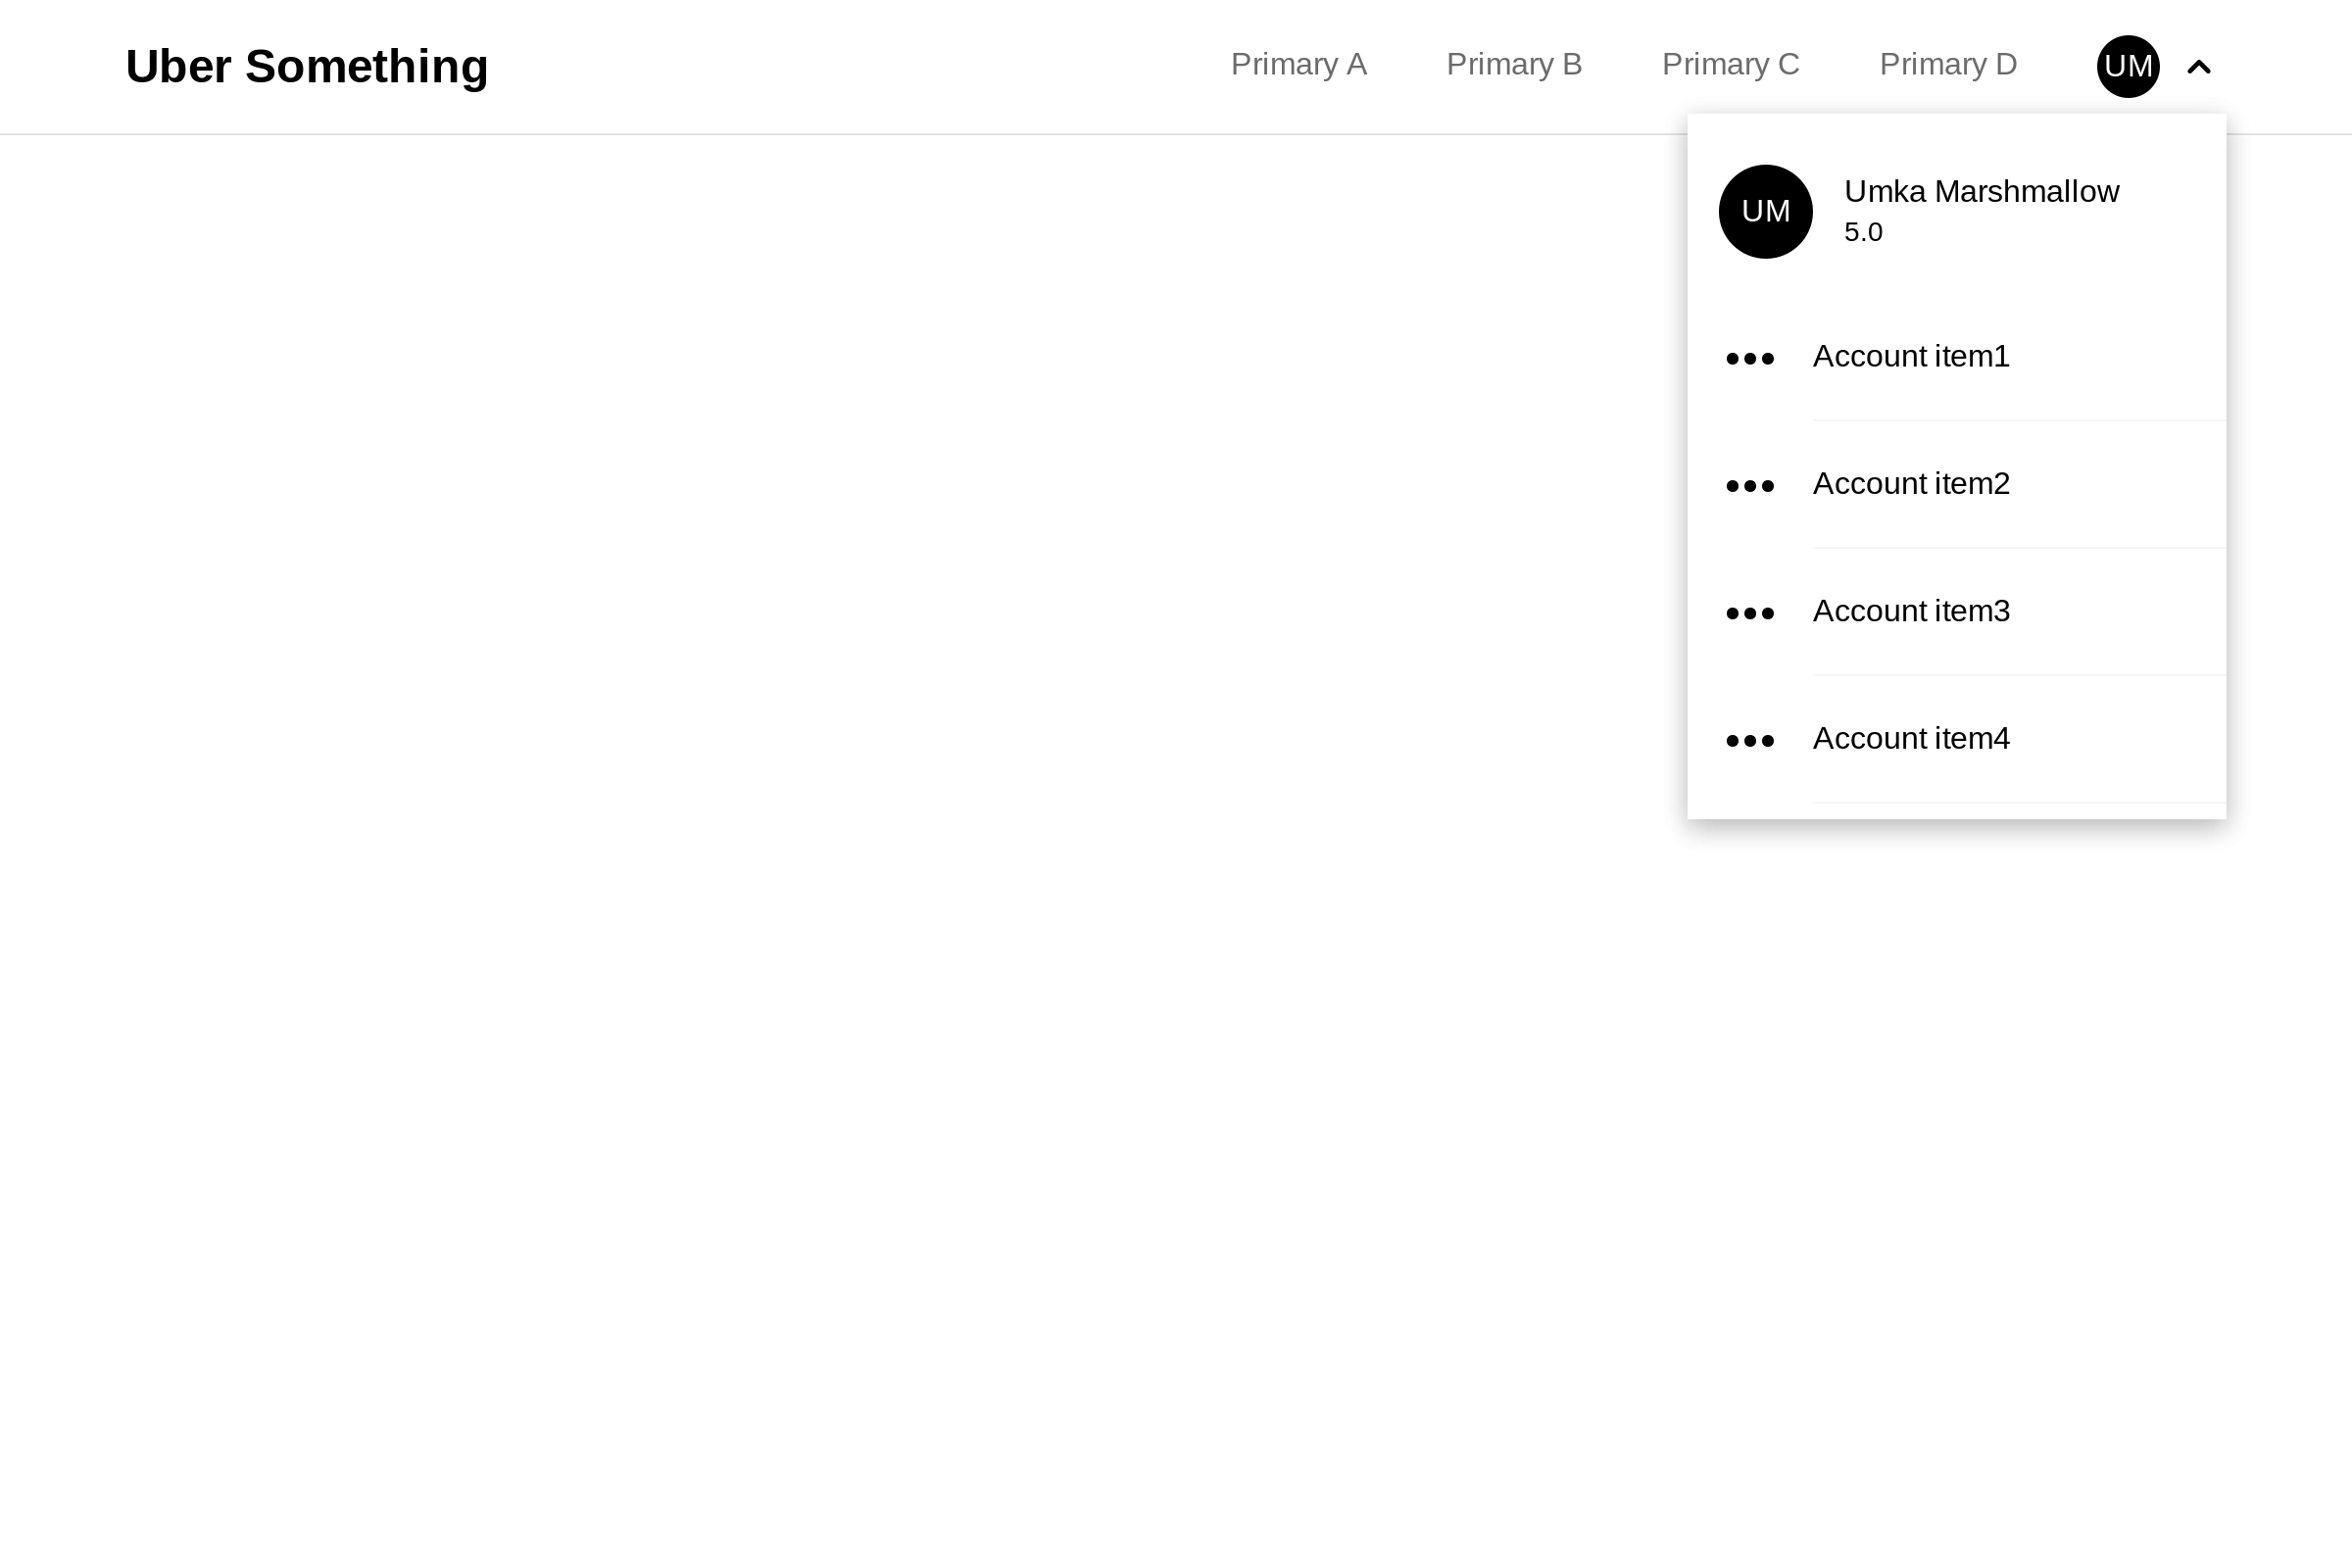 Uber Something
Primary A
Primary B
Primary C
Primary D
UM
UM
Umka Marshmallow
5.0
Account item1
Account item2
Account item3
Account item4